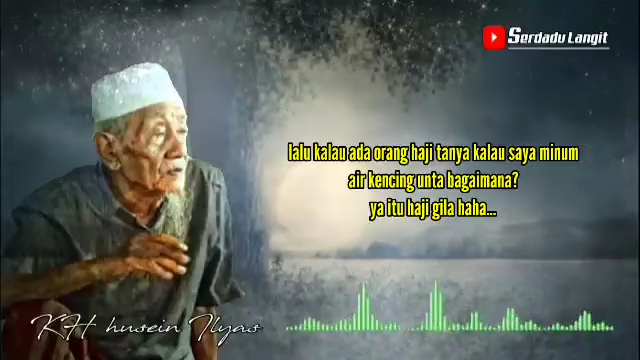 Serdadu Langit
lalu kalau ada orang haji tanya kalau saya minum
air kencing unta bagaimana?
ya itu haji gila haha...
KH husein Ilyas